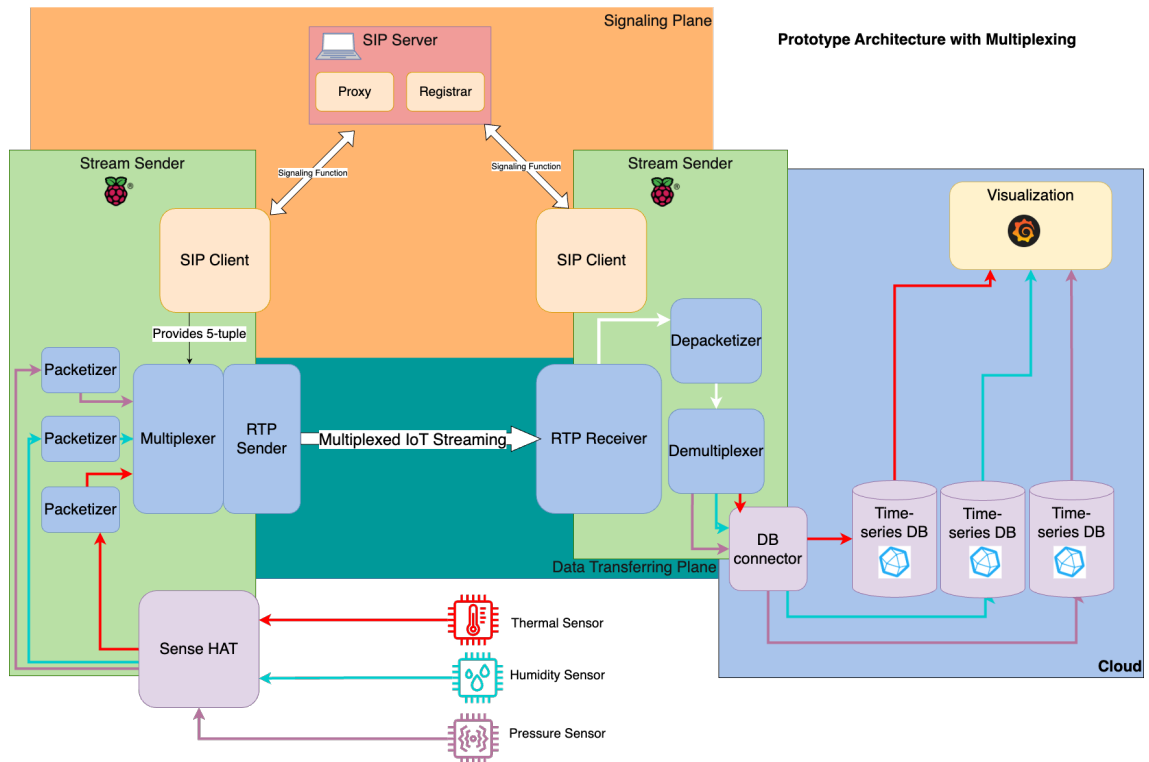 Signaling Plane
Prototype Architecture with Multiplexing
SIP Server
Proxy
Registrar
Signaling Function
Signaling Function
Stream Sender
®
Stream Sender
®
SIP Client
SIP Client
Visualization
Provides 5-tuple
Packetizer
Packetizer
Packetizer
Multiplexer
RTP
Sender
Multiplexed IoT Streaming
RTP Receiver
Depacketizer
Demultiplexer
DB
connector
Time-
series DB
Time-
series DB
Time-
series DB
Data Transferring Plane
Sense HAT
Thermal Sensor
Humidity Sensor
Pressure Sensor
Cloud